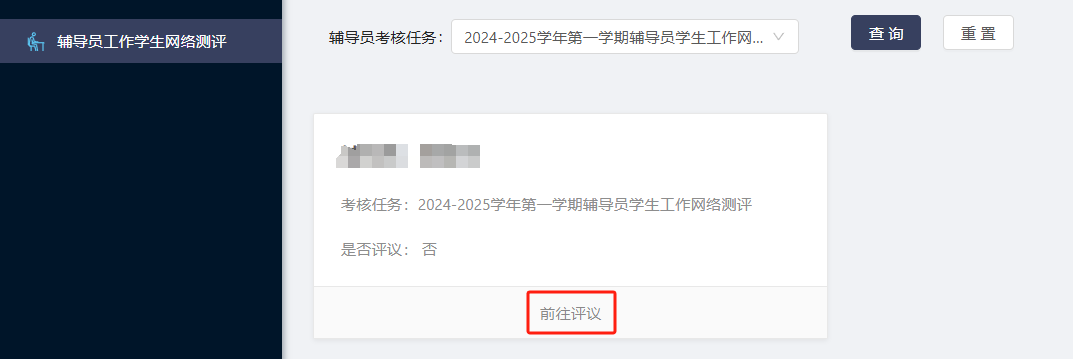 辅导员工作学生网络测评
辅导员考核任务： 2024-2025学年第一学期辅导员学生工作网... 查 询 重 置
考核任务：2024-2025学年第一学期辅导员学生工作网络测评
是否评议： 否
前往评议